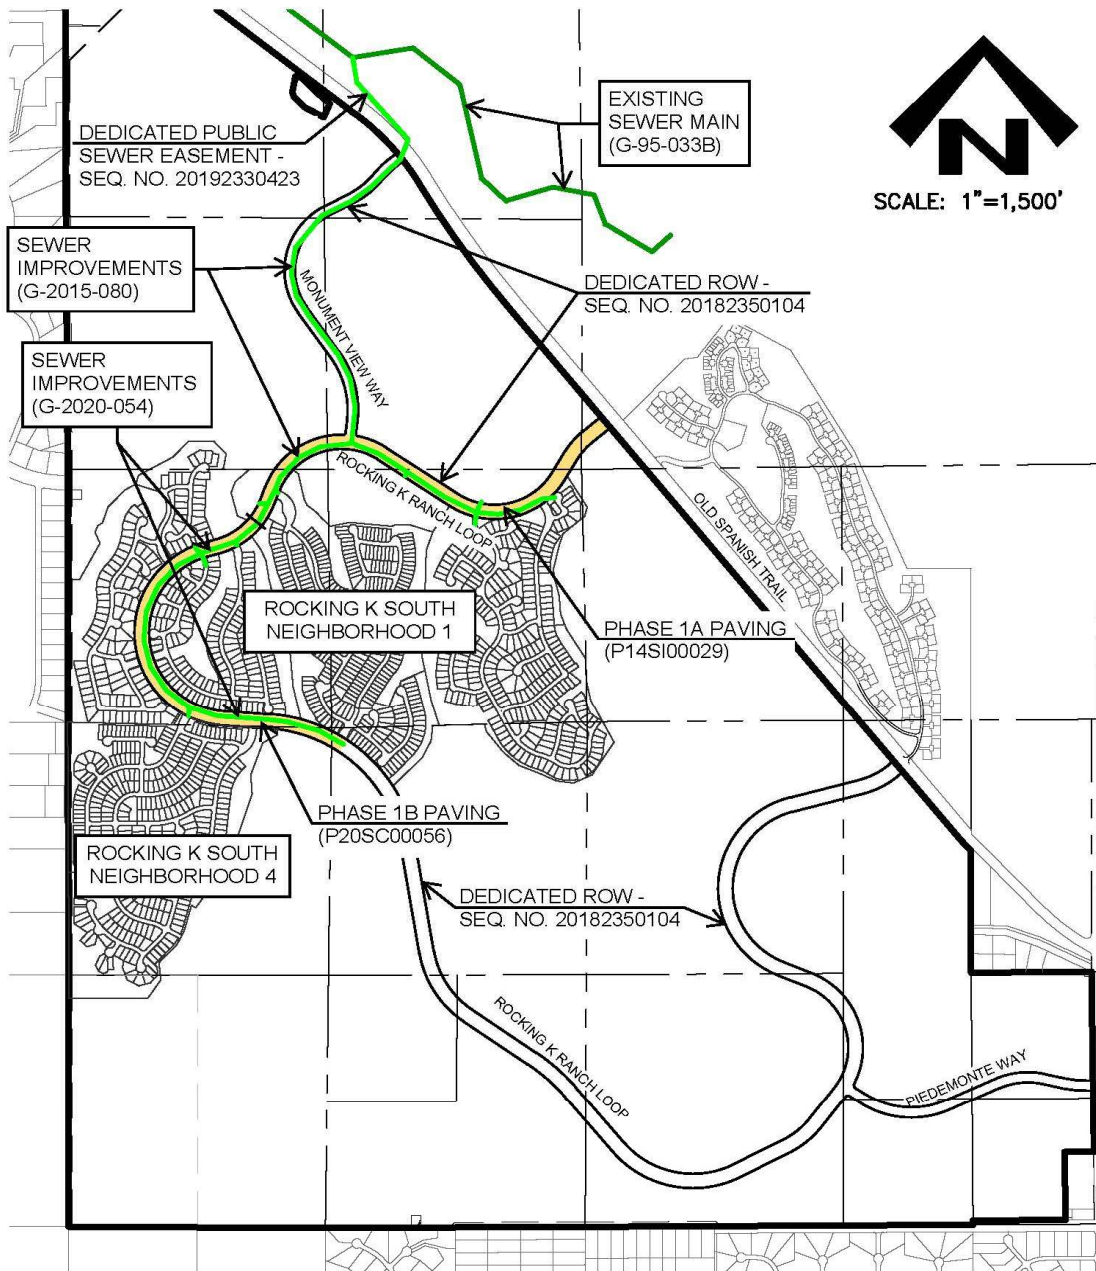 EXISTING
SEWER MAIN
(G-95-033B)
N
SCALE: 1"=1,500'
DEDICATED PUBLIC
SEWER EASEMENT -
SEQ. NO. 20192330423
SEWER
IMPROVEMENTS
(G-2015-080)
DEDICATED ROW -
SEQ. NO. 20182350104
MONUMENT VIEW WAY
SEWER
IMPROVEMENTS
(G-2020-054)
ROCKING K RANCH LOOP
OLD SPANISH TRAIL
ROCKING K SOUTH
NEIGHBORHOOD 1
PHASE 1A PAVING
(P14SI00029)
PHASE 1B PAVING
(P20SC00056)
ROCKING K SOUTH
NEIGHBORHOOD 4
DEDICATED ROW -
SEQ. NO. 20182350104
ROCKING K RANCH LOOP
PIEDEMONTE WAY